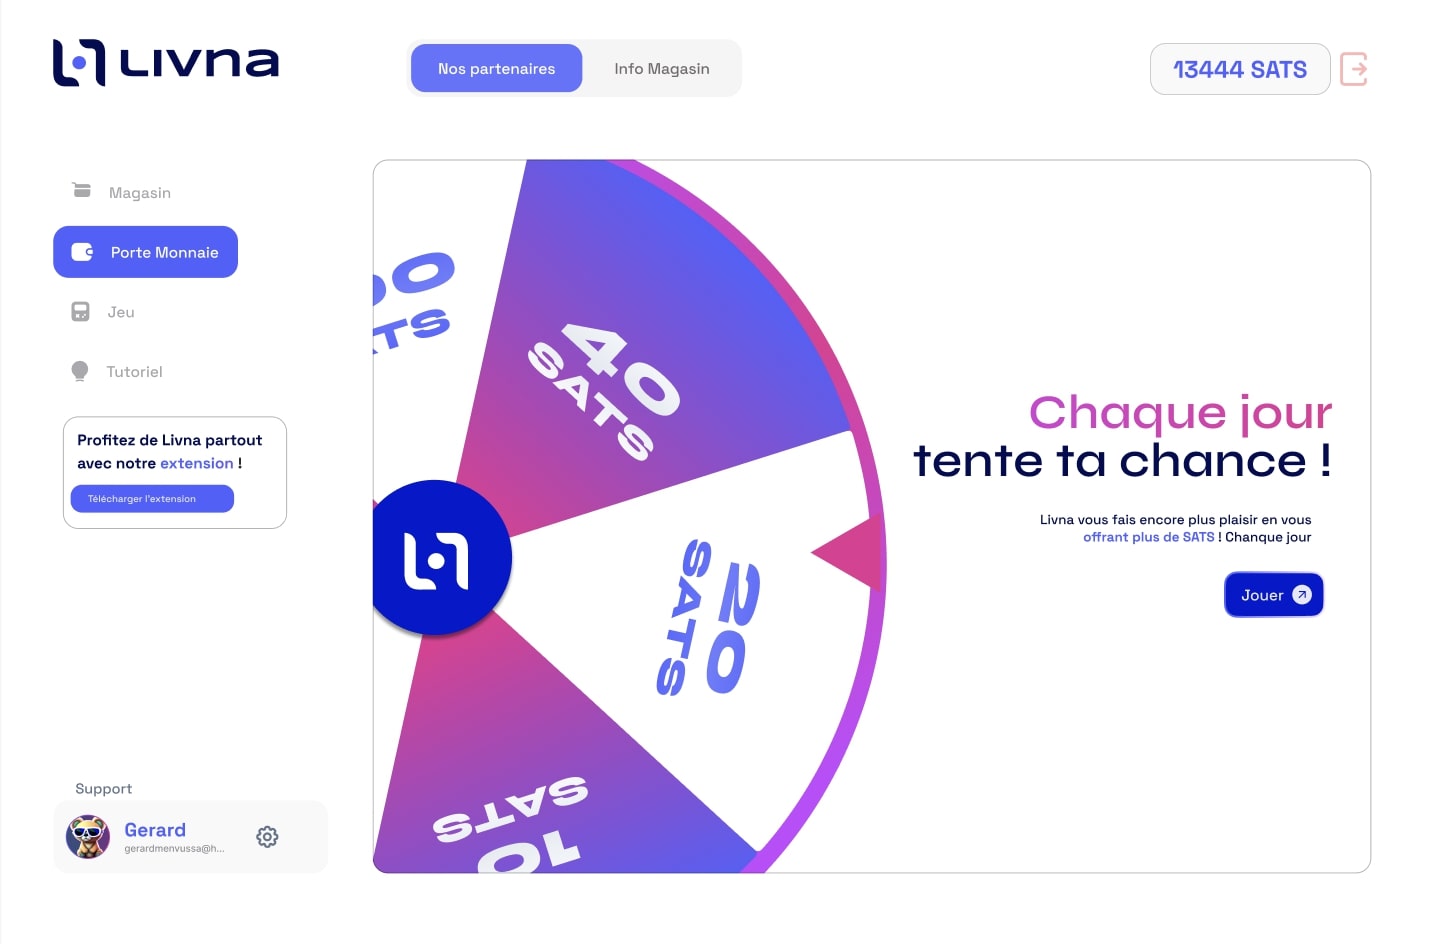 Livna
Nos partenaires
Info Magasin
13444 SATS
Magasin
Porte Monnaie
Jeu
Tutoriel
Profitez de Livna partout
avec notre extension !
Télécharger l'extension
Support
Gerard
gerardmenvussa@h...
SATS
40
SATS
20
SATS
10
SATS
Chaque jour
tente ta chance !
Livna vous fais encore plus plaisir en vous
offrant plus de SATS ! Chanque jour
Jouer